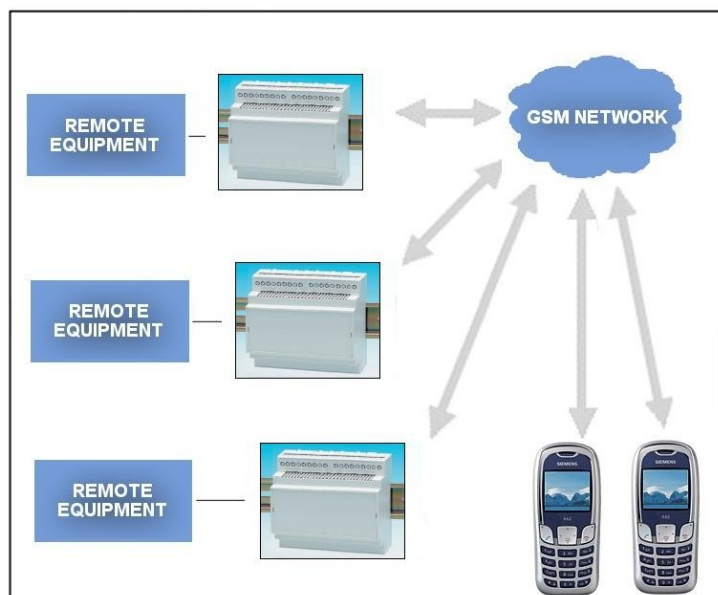 REMOTE
EQUIPMENT
GSM NETWORK
REMOTE
EQUIPMENT
REMOTE
EQUIPMENT
SIEMENS
SIEMENS